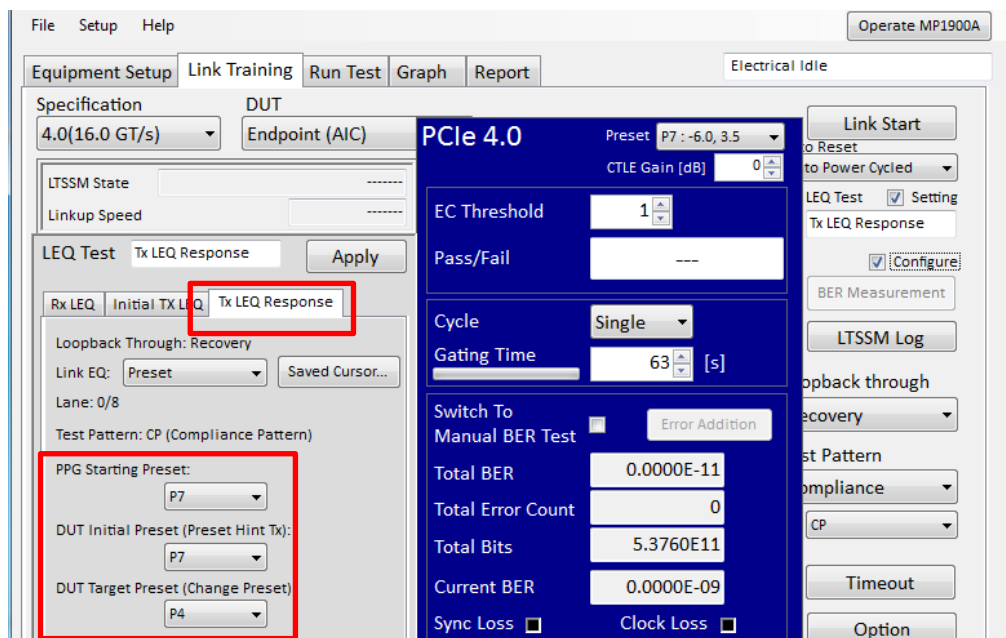 File Setup Help
Operate MP1900A
Equipment Setup Link Training Run Test Graph Report
Electrical Idle
Specification DUT
4.0(16.0 GT/s) Endpoint (AIC)
LTSSM State -------
Linkup Speed -------
LEQ Test Tx LEQ Response Apply
Rx LEQ Initial TX LEQ Tx LEQ Response
Loopback Through: Recovery
Link EQ: Preset Saved Cursor...
Lane: 0/8
Test Pattern: CP (Compliance Pattern)
PPG Starting Preset:
P7
DUT Initial Preset (Preset Hint Tx):
P7
DUT Target Preset (Change Preset)
P4
PCIe 4.0 Preset P7 : -6.0, 3.5
CTLE Gain [dB] 0
EC Threshold 1
Pass/Fail ---
Cycle Single
Gating Time 63 [s]
Switch To
Manual BER Test Error Addition
Total BER 0.0000E-11
Total Error Count 0
Total Bits 5.3760E11
Current BER 0.0000E-09
Sync Loss Clock Loss
Link Start
o Reset
to Power Cycled
LEQ Test Setting
Tx LEQ Response
Configure
BER Measurement
LTSSM Log
opback through
ecovery
st Pattern
ompliance
CP
Timeout
Option